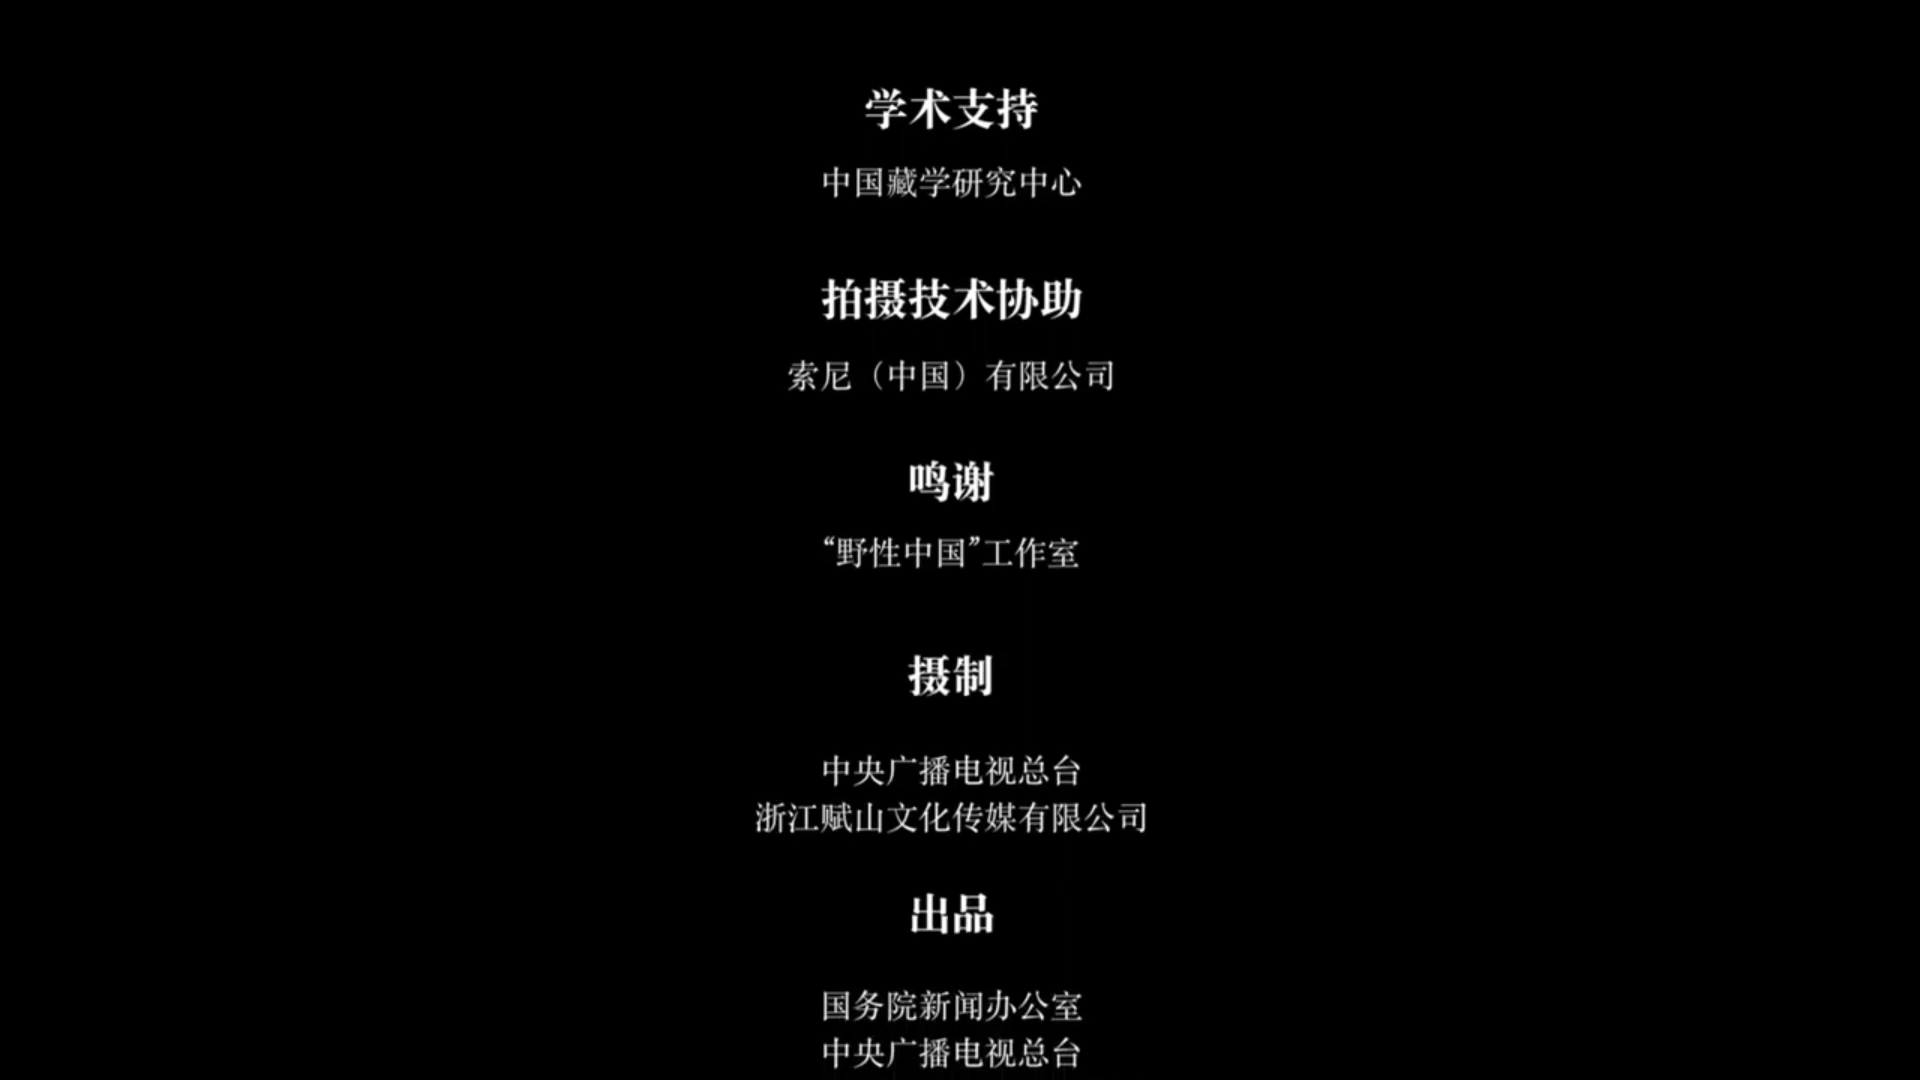 学术支持
中国藏学研究中心
拍摄技术协助
索尼（中国）有限公司
鸣谢
“野性中国”工作室
摄制
中央广播电视总台
浙江赋山文化传媒有限公司
出品
国务院新闻办公室
中央广播电视总台